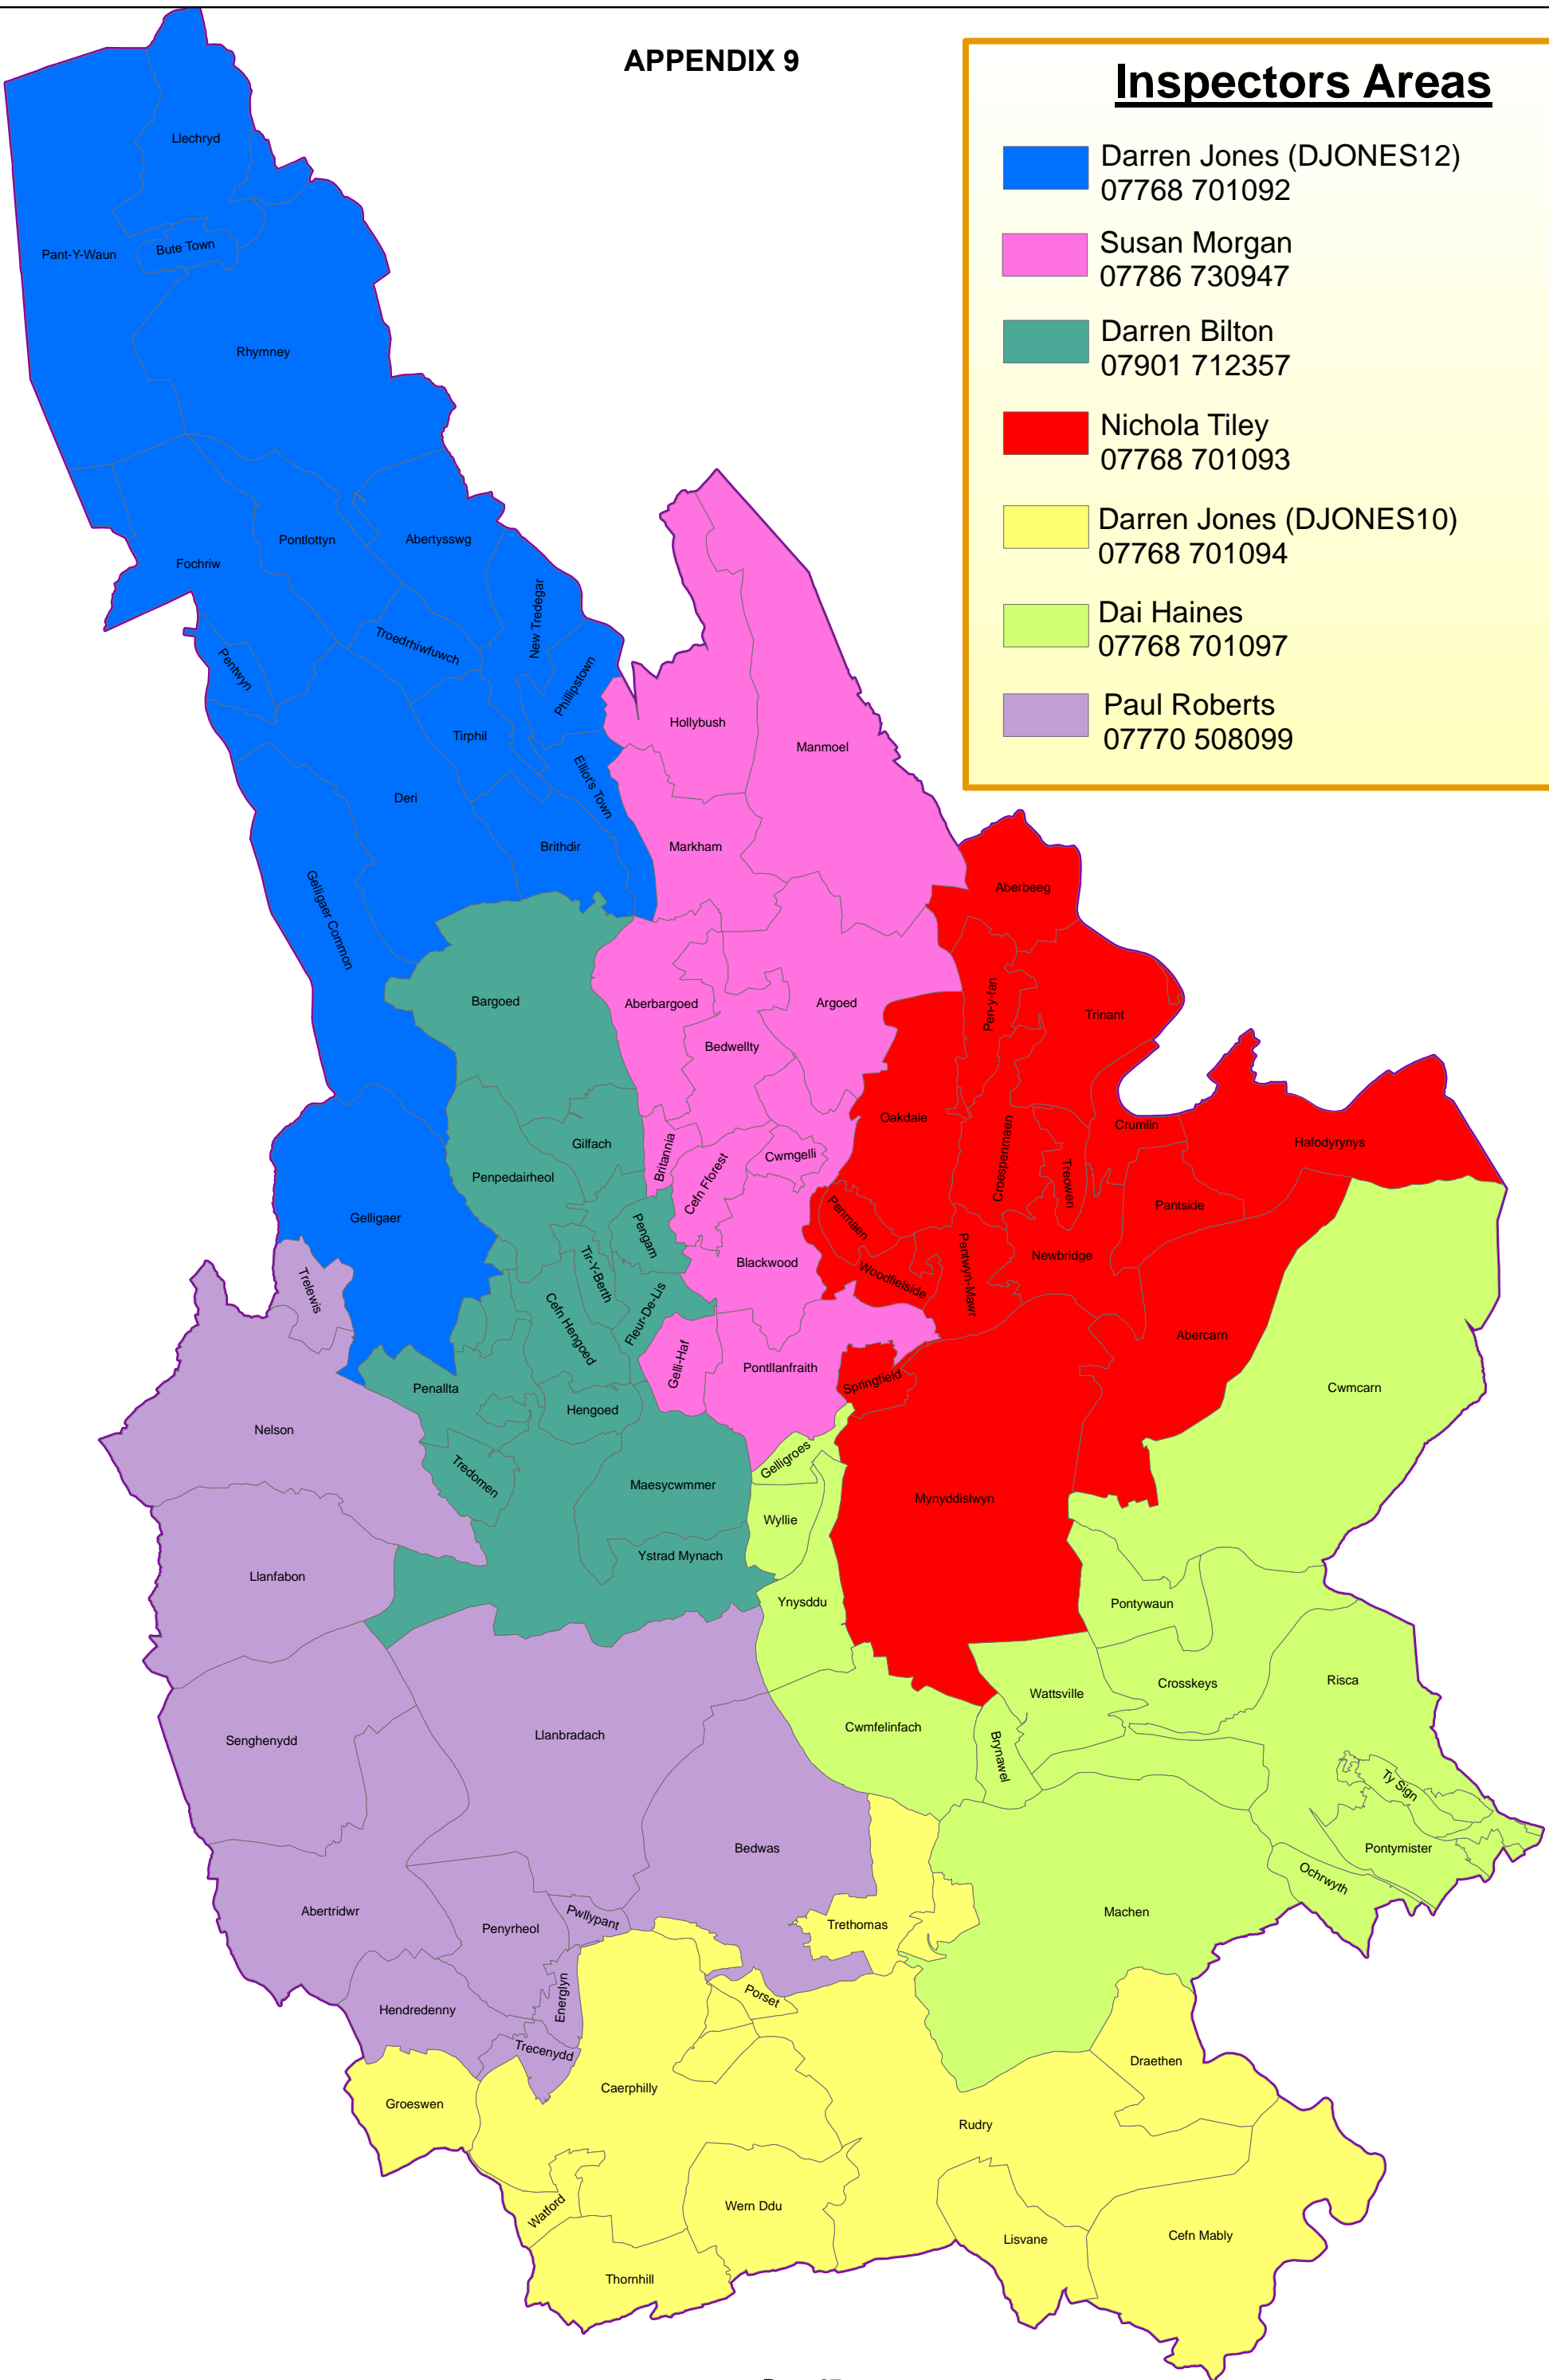 APPENDIX 9
Inspectors Areas
Darren Jones (DJONES12)
07768 701092
Susan Morgan
07786 730947
Darren Bilton
07901 712357
Nichola Tiley
07768 701093
Darren Jones (DJONES10)
07768 701094
Dai Haines
07768 701097
Paul Roberts
07770 508099
Llechryd
Bute Town
Pant-Y-Waun
Rhymney
Pontlottyn
Abertysswg
Fochriw
New Tredegar
Troedrhiwfuwch
Pentwyn
Phillipstown
Tirphil
Elliot's Town
Deri
Brithdir
Gelligaer Common
Hollybush
Manmoel
Markham
Aberbeeg
Bargoed
Aberbargoed
Argoed
Pen-y-fan
Trinant
Bedwellty
Oakdale
Crumlin
Hafodyrynys
Gilfach
Britannia
Cwmgelli
Croespenmaen
Treowen
Penpedairheol
Cefn Fforest
Pantside
Gelligaer
Penmaen
Pengam
Newbridge
Blackwood
Pentwyn-Mawr
Tir-Y-Berth
Woodfielside
Trelewis
Fleur-De-Lis
Cefn Hengoed
Abercarn
Gelli-Haf
Pontllanfraith
Springfield
Penallta
Cwmcarn
Hengoed
Nelson
Gelligroes
Tredomen
Maesycwmmer
Mynyddislwyn
Wyllie
Ystrad Mynach
Llanfabon
Ynysddu
Pontywaun
Crosskeys
Risca
Wattsville
Cwmfelinfach
Llanbradach
Senghenydd
Brynawel
Ty Sign
Bedwas
Pontymister
Ochrwyth
Abertridwr
Machen
Pwllypant
Trethomas
Penyrheol
Energlyn
Porset
Hendredenny
Trecenydd
Draethen
Caerphilly
Groeswen
Rudry
Wern Ddu
Watford
Cefn Mably
Lisvane
Thornhill